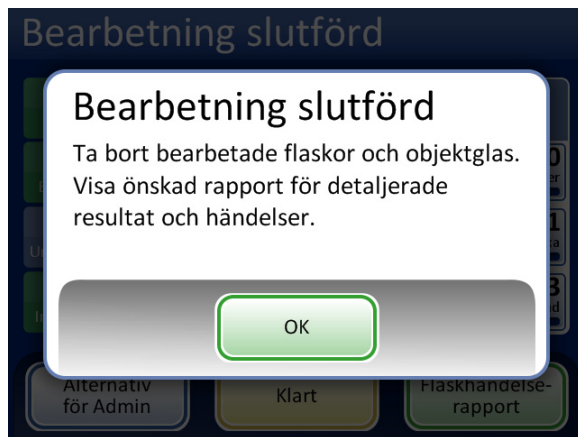 Bearbetning slutförd
Bearbetning slutförd
Ta bort bearbetade flaskor och objektglas.
Visa önskad rapport för detaljerade
resultat och händelser.
OK
Alternativ
för Admin
Klart
Flaskhändelse-
rapport